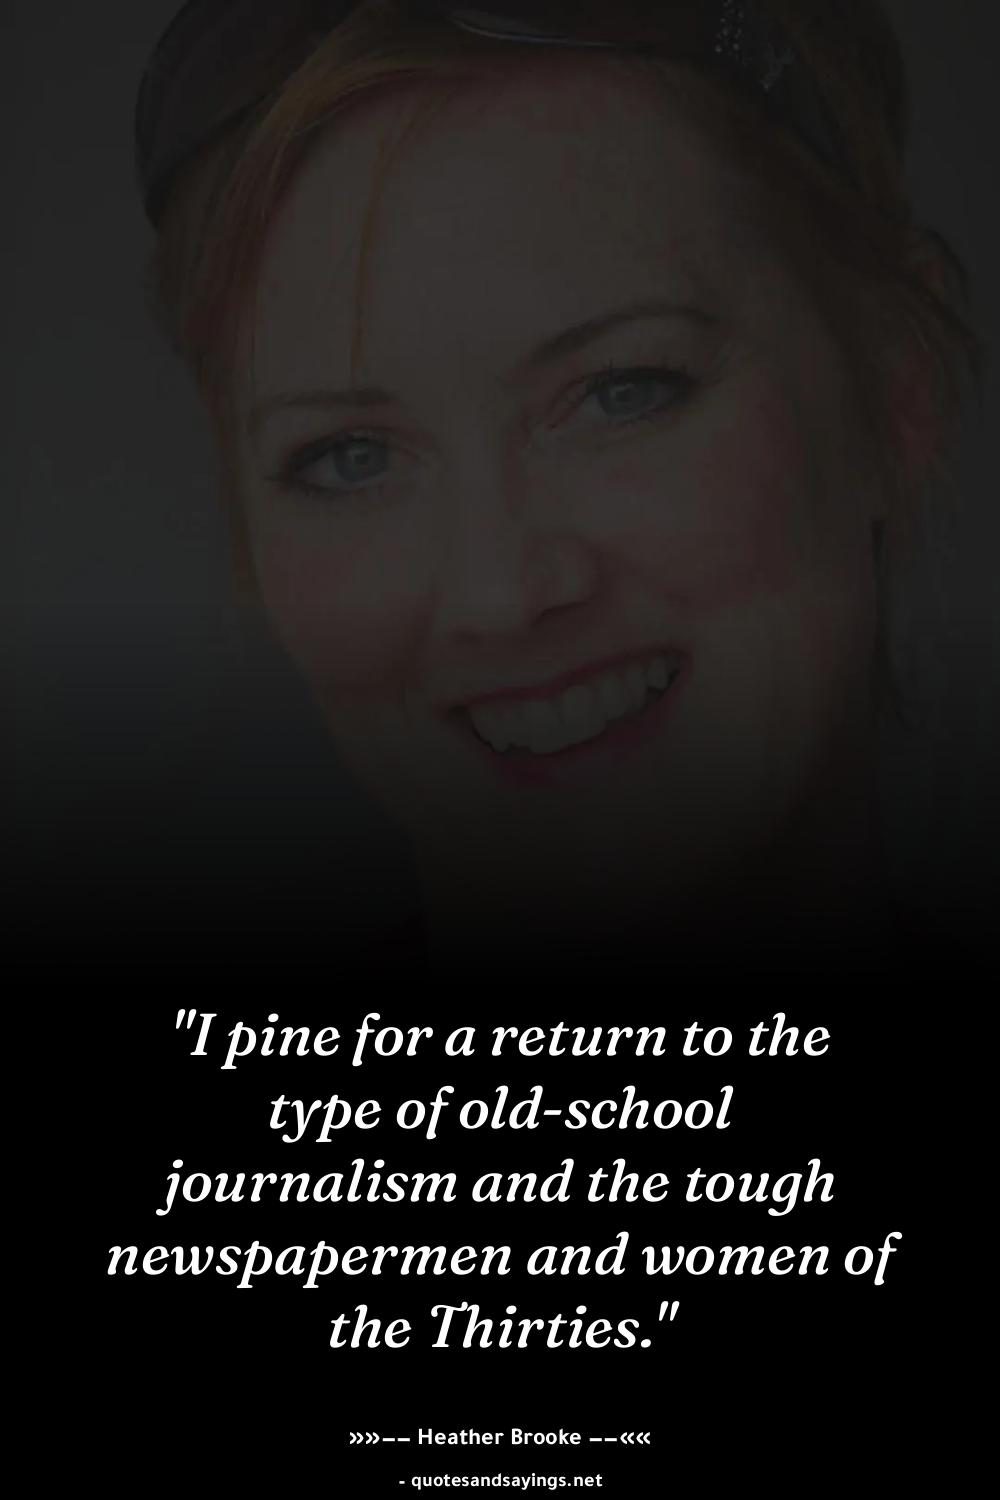 "I pine for a return to the
type of old-school
journalism and the tough
newspapermen and women of
the Thirties."
»»−− Heather Brooke −−««
- quotesandsayings.net